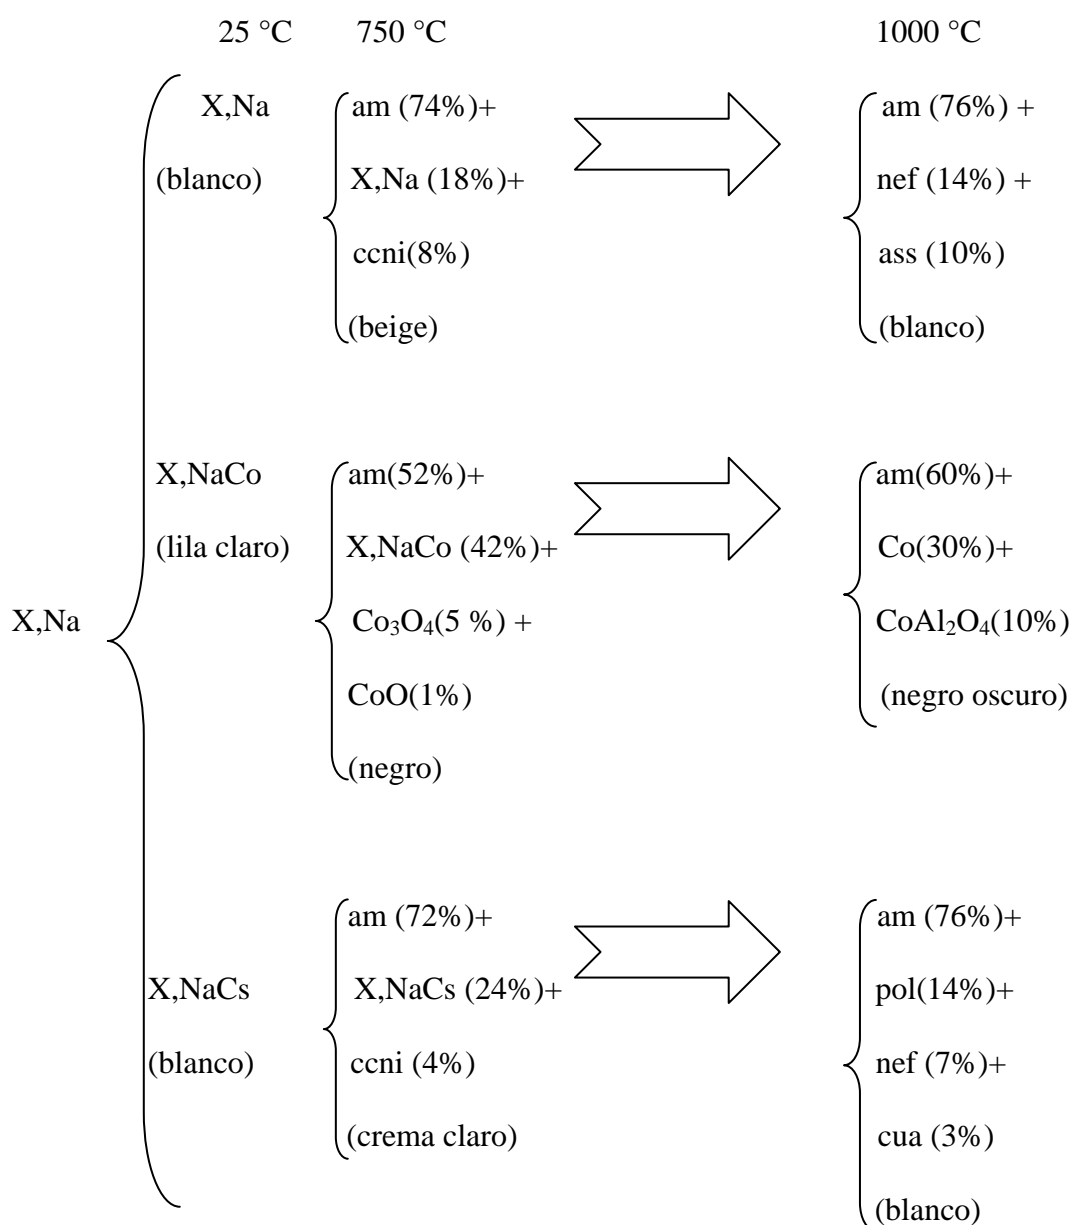 25 °C 750 °C 1000 °C
X,Na am (74%)+ am (76%) +
(blanco) X,Na (18%)+ nef (14%) +
ccni(8%) ass (10%)
(beige) (blanco)
X,NaCo am(52%)+ am(60%)+
(lila claro) X,NaCo (42%)+ Co(30%)+
X,Na Co₃O₄(5 %) + CoAl₂O₄(10%)
CoO(1%) (negro oscuro)
(negro)
am (72%)+ am (76%)+
X,NaCs X,NaCs (24%)+ pol(14%)+
(blanco) ccni (4%) nef (7%)+
(crema claro) cua (3%)
(blanco)